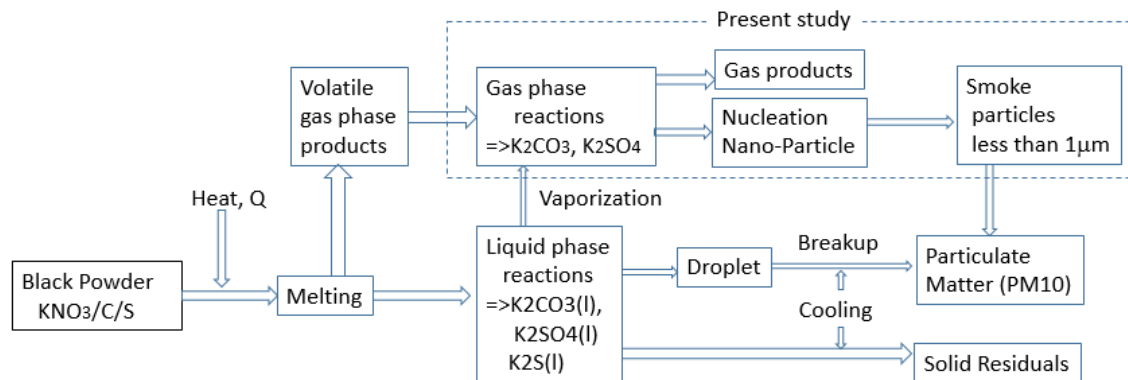 Present study
Volatile
gas phase
products
Gas phase
reactions
=>K2CO3, K2SO4
Gas products
Nucleation
Nano-Particle
Smoke
particles
less than 1μm
Heat, Q
Vaporization
Black Powder
KNO3/C/S
Melting
Liquid phase
reactions
=>K2CO3(l),
K2SO4(l)
K2S(l)
Droplet
Breakup
Cooling
Particulate
Matter (PM10)
Solid Residuals